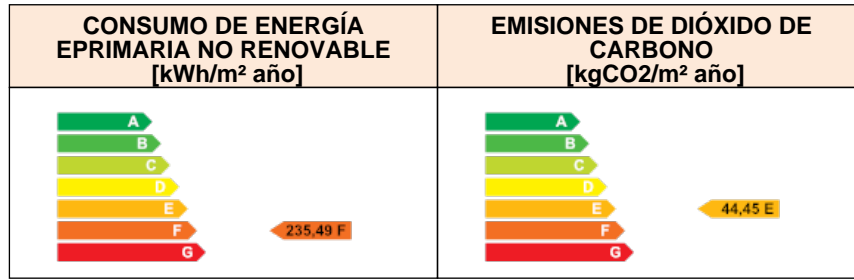 CONSUMO DE ENERGÍA
EPRIMARIA NO RENOVABLE
[kWh/m² año]
EMISIONES DE DIÓXIDO DE
CARBONO
[kgCO2/m² año]
A
B
C
D
E
F
235,49 F
G
A
B
C
D
E
44,45 E
F
G